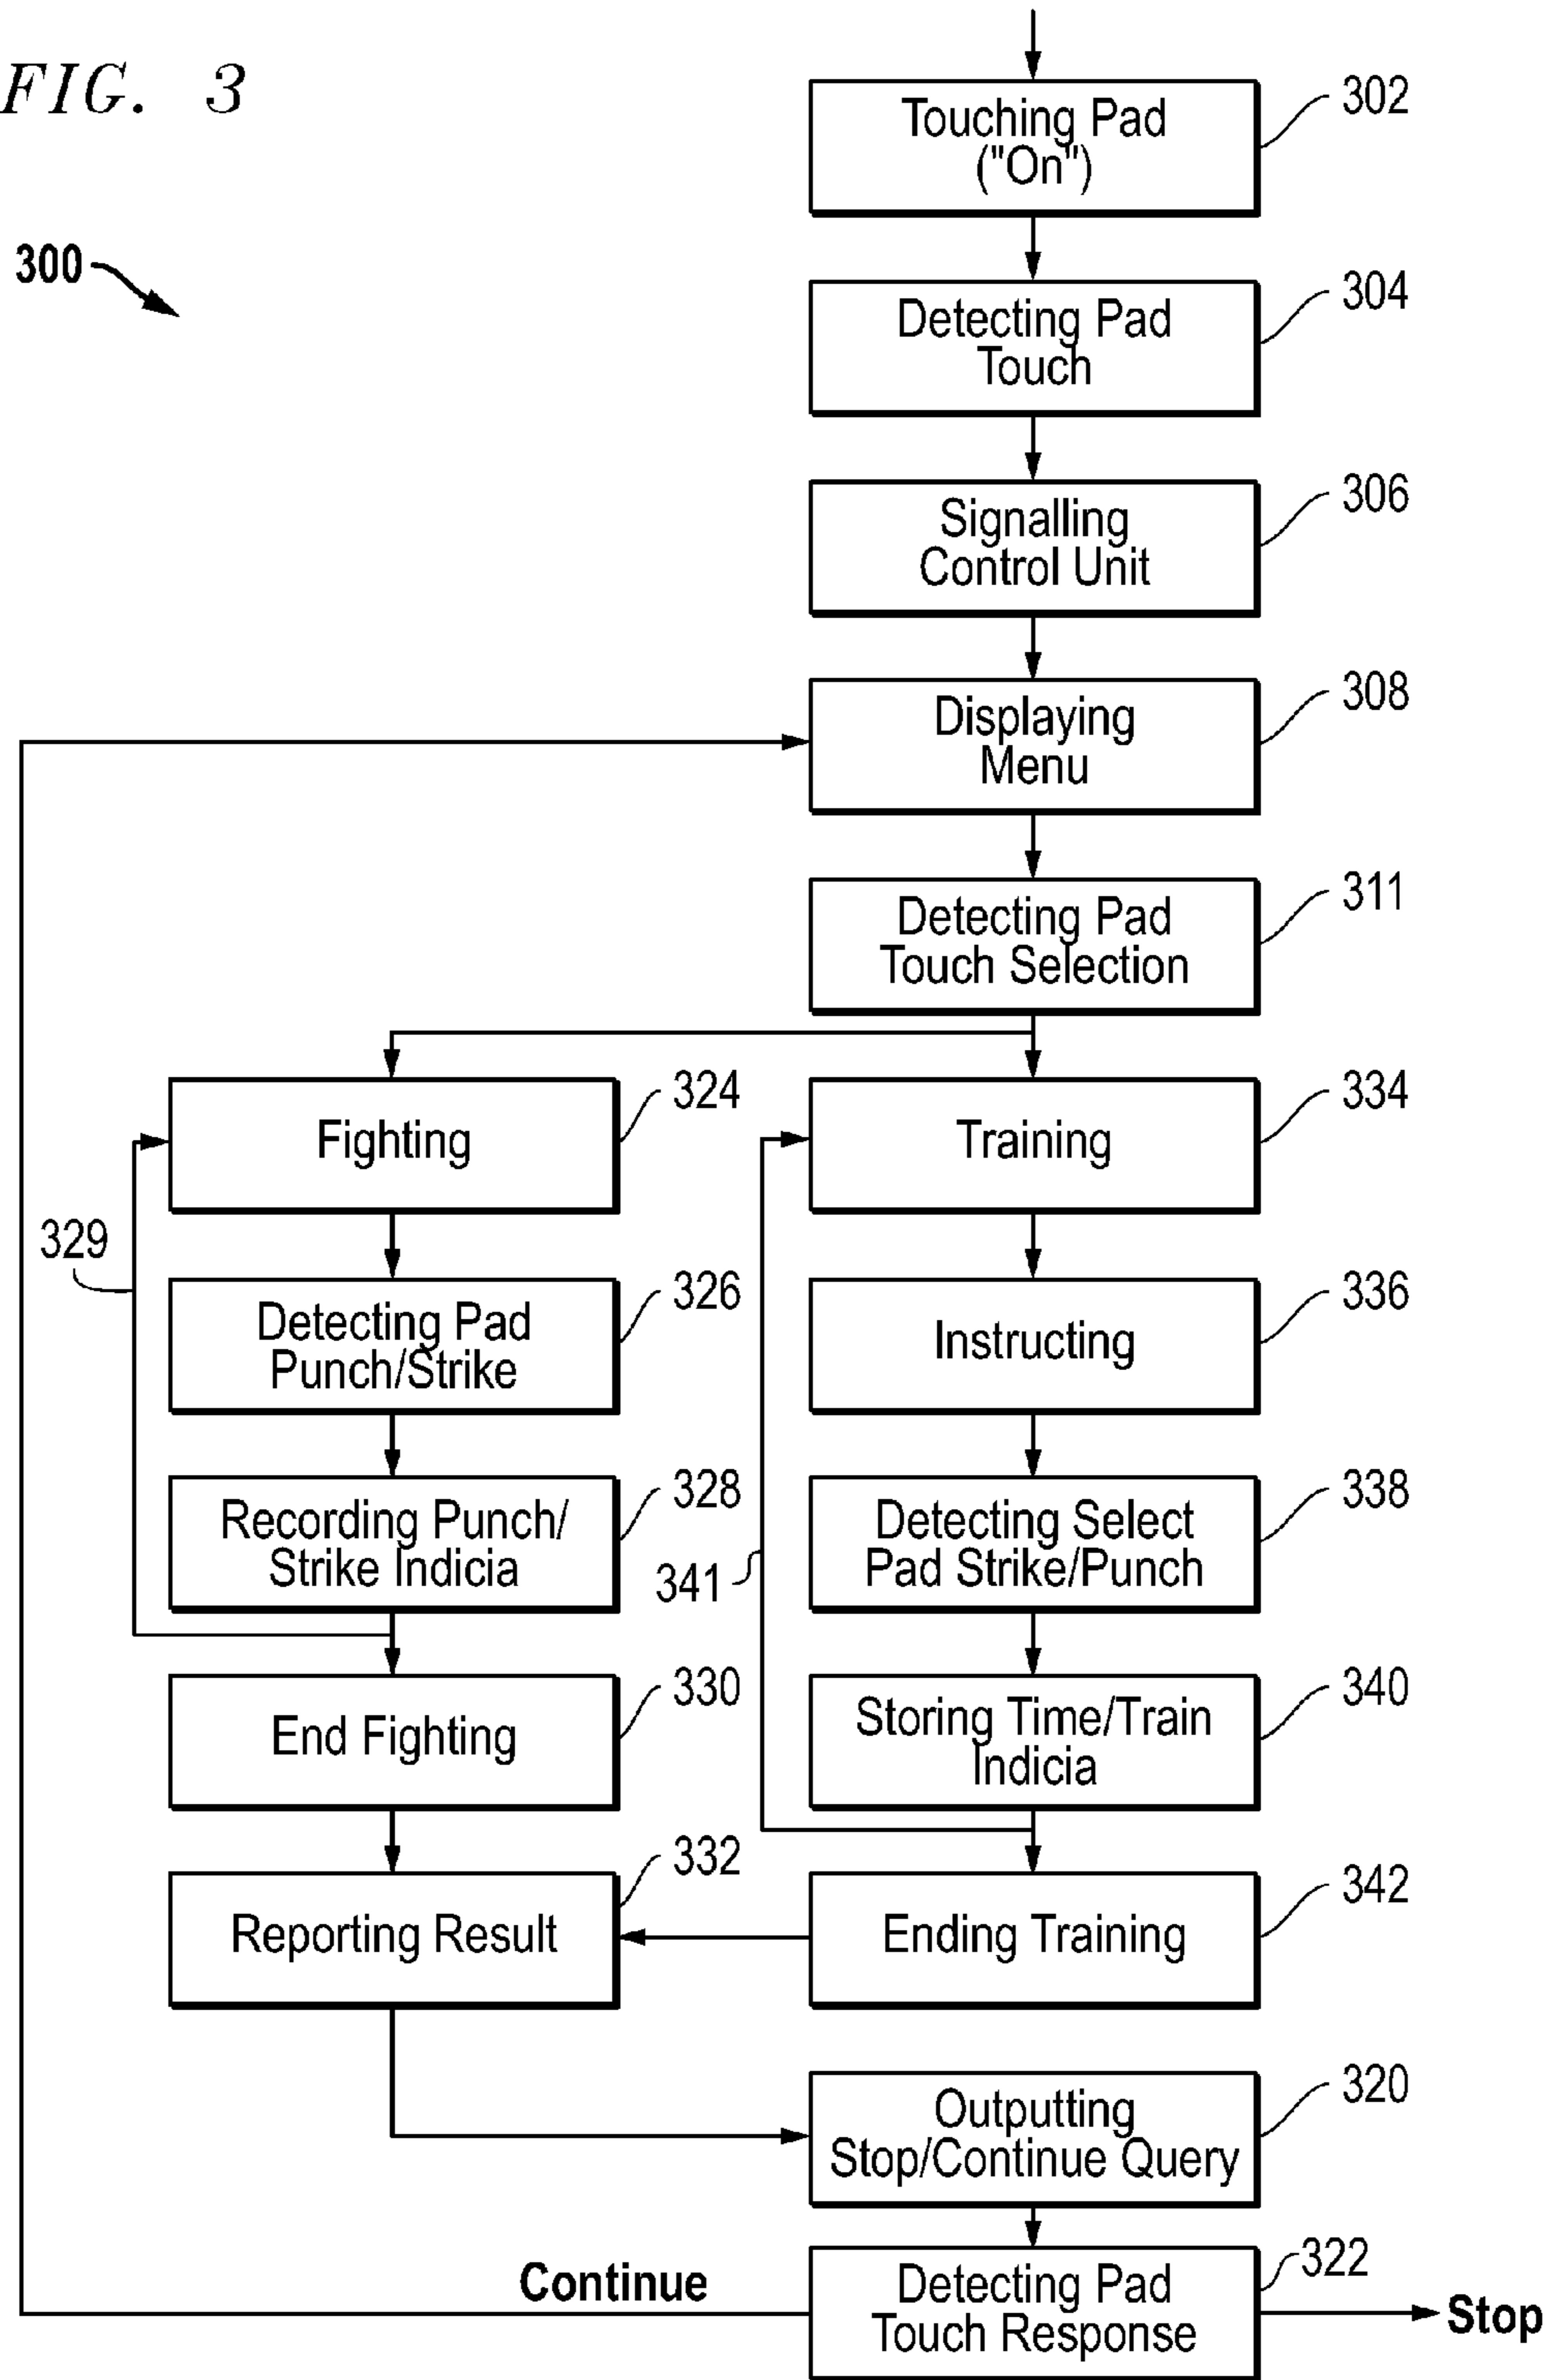 FIG. 3
300
Touching Pad
("On")
302
Detecting Pad
Touch
304
Signalling
Control Unit
306
Displaying
Menu
308
Detecting Pad
Touch Selection
311
Fighting
324
Training
334
329
Detecting Pad
Punch/Strike
326
Instructing
336
Recording Punch/
Strike Indicia
328
341
Detecting Select
Pad Strike/Punch
338
End Fighting
330
Storing Time/Train
Indicia
340
Reporting Result
332
Ending Training
342
Outputting
Stop/Continue Query
320
Continue
Detecting Pad
Touch Response
322
Stop